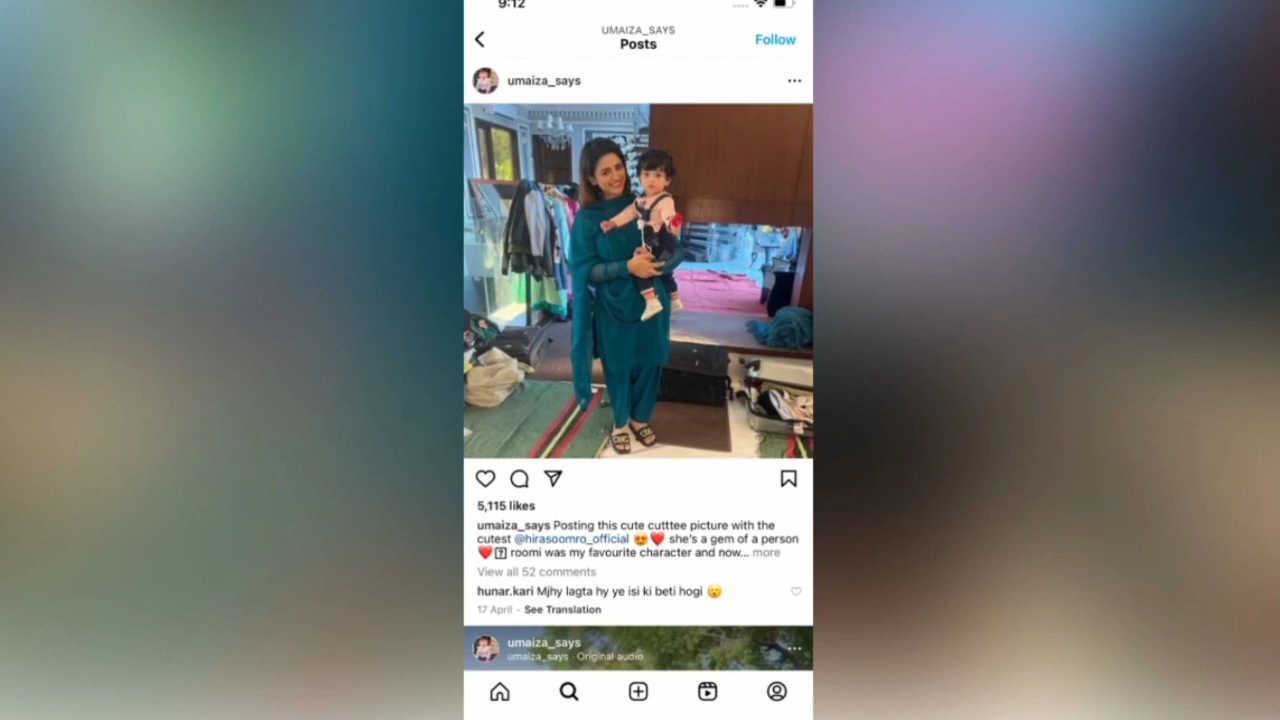 9:12
UMAIZA_SAYS
Posts
Follow
umaiza_says
5,115 likes
umaiza_says Posting this cute cutttee picture with the
cutest @hirasoomro_official 😍❤️ she's a gem of a person
❤️ roomi was my favourite character and now... more
View all 52 comments
hunar.kari Mjhy lagta hy ye isi ki beti hogi 😮
17 April · See Translation
umaiza_says
umaiza_says · Original audio